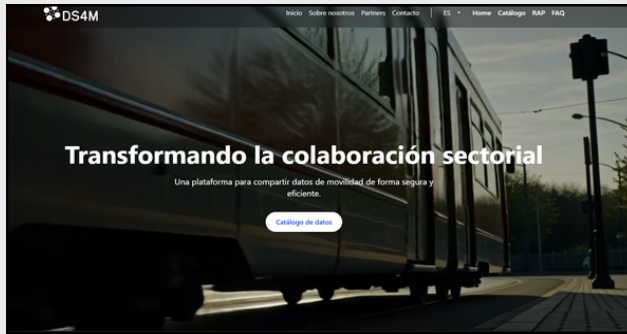 DS4M
Inicio Sobre nosotros Partners Contacto ES Home Catálogo RAP FAQ
Transformando la colaboración sectorial
Una plataforma para compartir datos de movilidad de forma segura y
eficiente.
Catálogo de datos